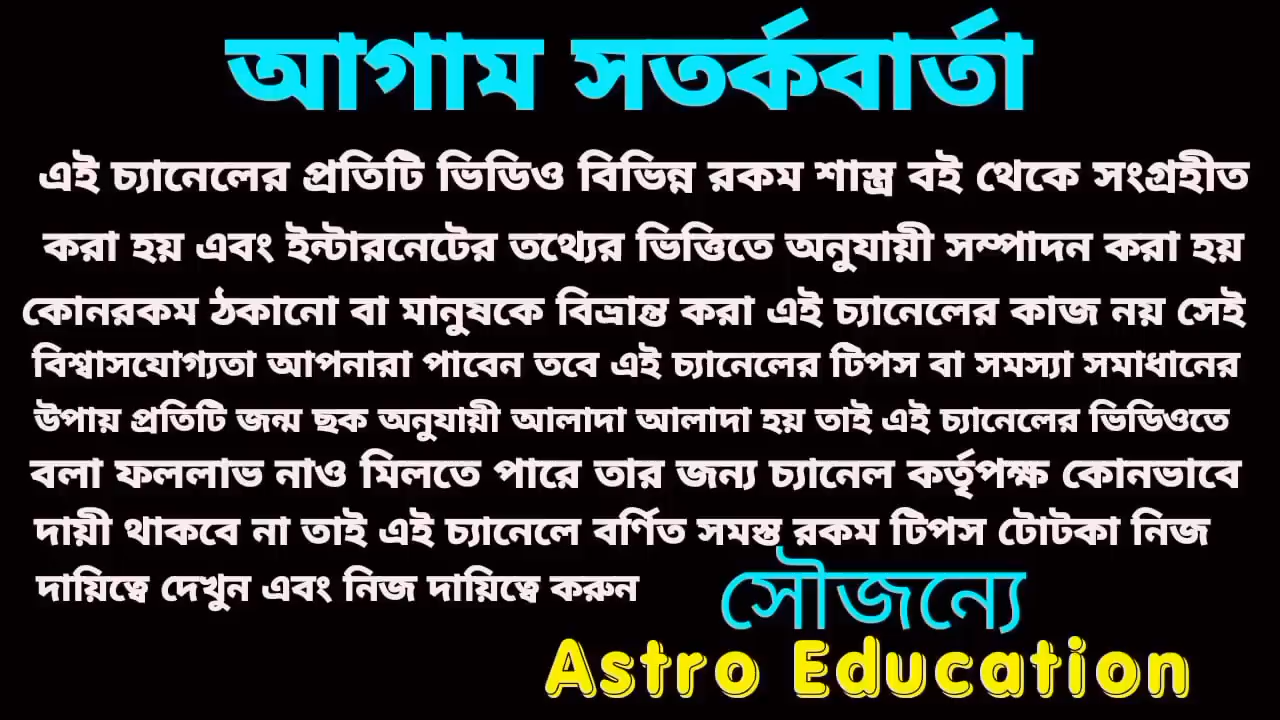 আগাম সতর্কবার্তা
এই চ্যানেলের প্রতিটি ভিডিও বিভিন্ন রকম শাস্ত্র বই থেকে সংগ্রহীত
করা হয় এবং ইন্টারনেটের তথ্যের ভিত্তিতে অনুযায়ী সম্পাদন করা হয়
কোনরকম ঠকানো বা মানুষকে বিভ্রান্ত করা এই চ্যানেলের কাজ নয় সেই
বিশ্বাসযোগ্যতা আপনারা পাবেন তবে এই চ্যানেলের টিপস বা সমস্যা সমাধানের
উপায় প্রতিটি জন্ম ছক অনুযায়ী আলাদা আলাদা হয় তাই এই চ্যানেলের ভিডিওতে
বলা ফললাভ নাও মিলতে পারে তার জন্য চ্যানেল কর্তৃপক্ষ কোনভাবে
দায়ী থাকবে না তাই এই চ্যানেলে বর্ণিত সমস্ত রকম টিপস টোটকা নিজ
দায়িত্বে দেখুন এবং নিজ দায়িত্বে করুন
সৌজন্যে
Astro Education